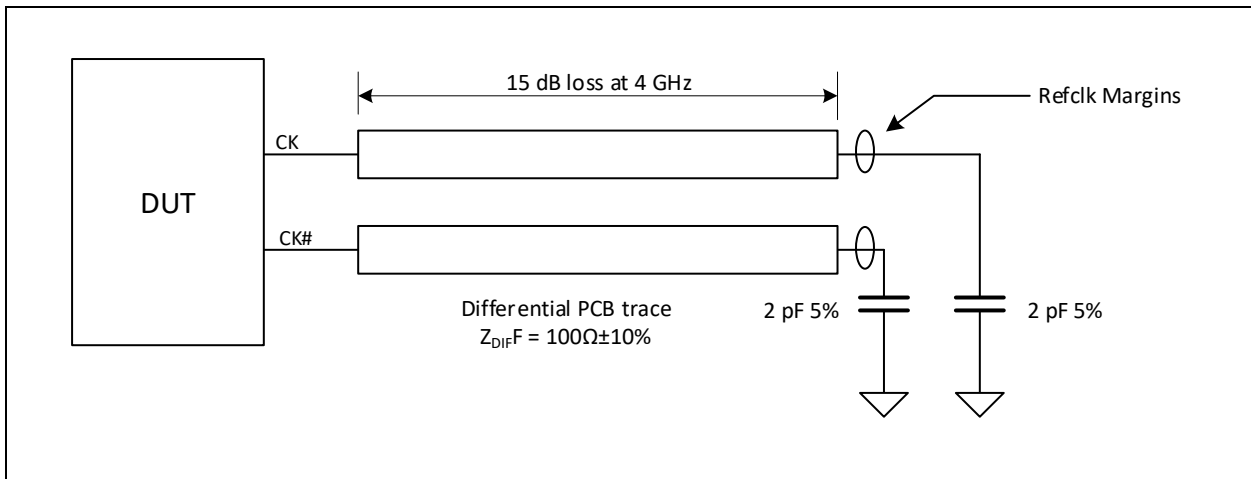 15 dB loss at 4 GHz
Refclk Margins
CK
DUT
CK#
Differential PCB trace
Z_DIFF = 100Ω±10%
2 pF 5%
2 pF 5%